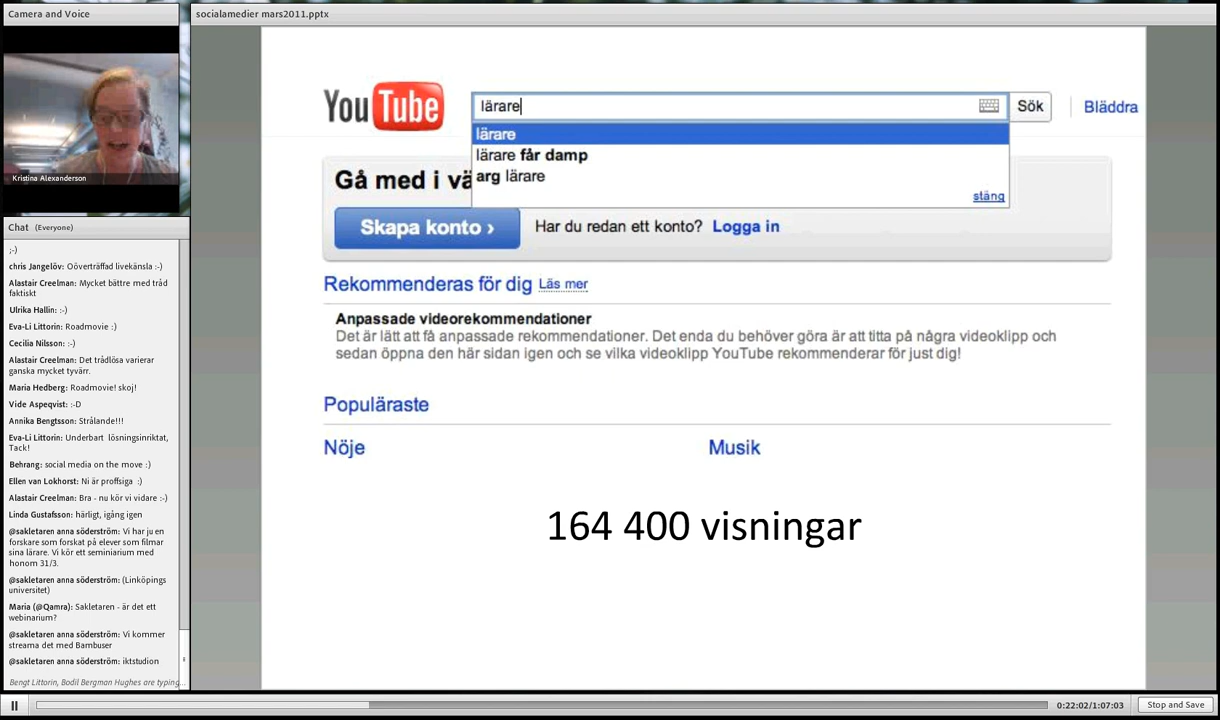 Camera and Voice
socialamedier mars2011.pptx
Kristina Alexanderson
Chat (Everyone)
;-)
chris Jangelöv: Oöverträffad livekänsla :-)
Alastair Creelman: Mycket bättre med tråd
faktiskt
Ulrika Hallin: :-)
Eva-Li Littorin: Roadmovie :)
Cecilia Nilsson: :-)
Alastair Creelman: Det trådlösa varierar
ganska mycket tyvärr.
Maria Hedberg: Roadmovie! skoj!
Vide Aspeqvist: :-D
Annika Bengtsson: Strålande!!!
Eva-Li Littorin: Underbart lösningsinriktat,
Tack!
Behrang: social media on the move :)
Ellen van Lokhorst: Ni är proffsiga :)
Alastair Creelman: Bra - nu kör vi vidare :-)
Linda Gustafsson: härligt, igång igen
@sakletaren anna söderström: Vi har ju en
forskare som forskat på elever som filmar
sina lärare. Vi kör ett seminiarium med
honom 31/3.
@sakletaren anna söderström: (Linköpings
universitet)
Maria (@Qamra): Sakletaren - är det ett
webinarium?
@sakletaren anna söderström: Vi kommer
streama det med Bambuser
@sakletaren anna söderström: iktstudion
Bengt Littorin, Bodil Bergman Hughes are typing...
YouTube
lärare
Sök
Bläddra
lärare
lärare får damp
arg lärare
stäng
Gå med i vä
Skapa konto ›
Har du redan ett konto? Logga in
Rekommenderas för dig Läs mer
Anpassade videorekommendationer
Det är lätt att få anpassade rekommendationer. Det enda du behöver göra är att titta på några videoklipp och
sedan öppna den här sidan igen och se vilka videoklipp YouTube rekommenderar för just dig!
Populäraste
Nöje
Musik
164 400 visningar
0:22:02/1:07:03
Stop and Save